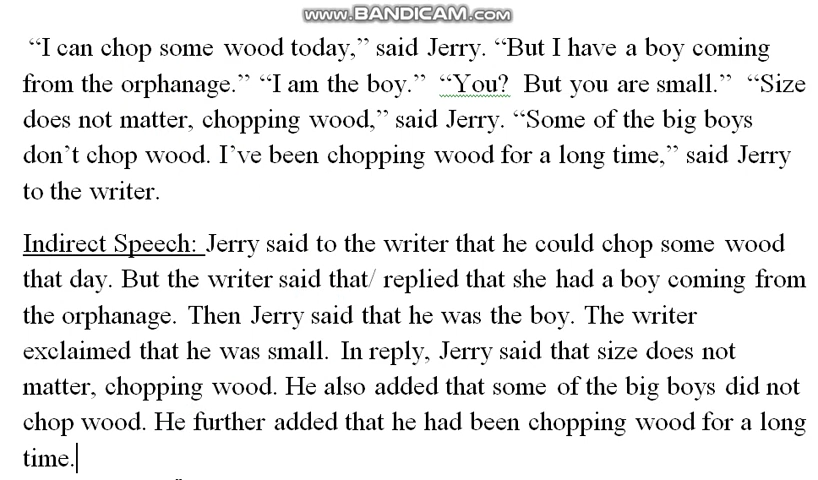 www.BANDICAM.com
“I can chop some wood today,” said Jerry. “But I have a boy coming
from the orphanage.” “I am the boy.” “You? But you are small.” “Size
does not matter, chopping wood,” said Jerry. “Some of the big boys
don’t chop wood. I’ve been chopping wood for a long time,” said Jerry
to the writer.
Indirect Speech: Jerry said to the writer that he could chop some wood
that day. But the writer said that/ replied that she had a boy coming from
the orphanage. Then Jerry said that he was the boy. The writer
exclaimed that he was small. In reply, Jerry said that size does not
matter, chopping wood. He also added that some of the big boys did not
chop wood. He further added that he had been chopping wood for a long
time.